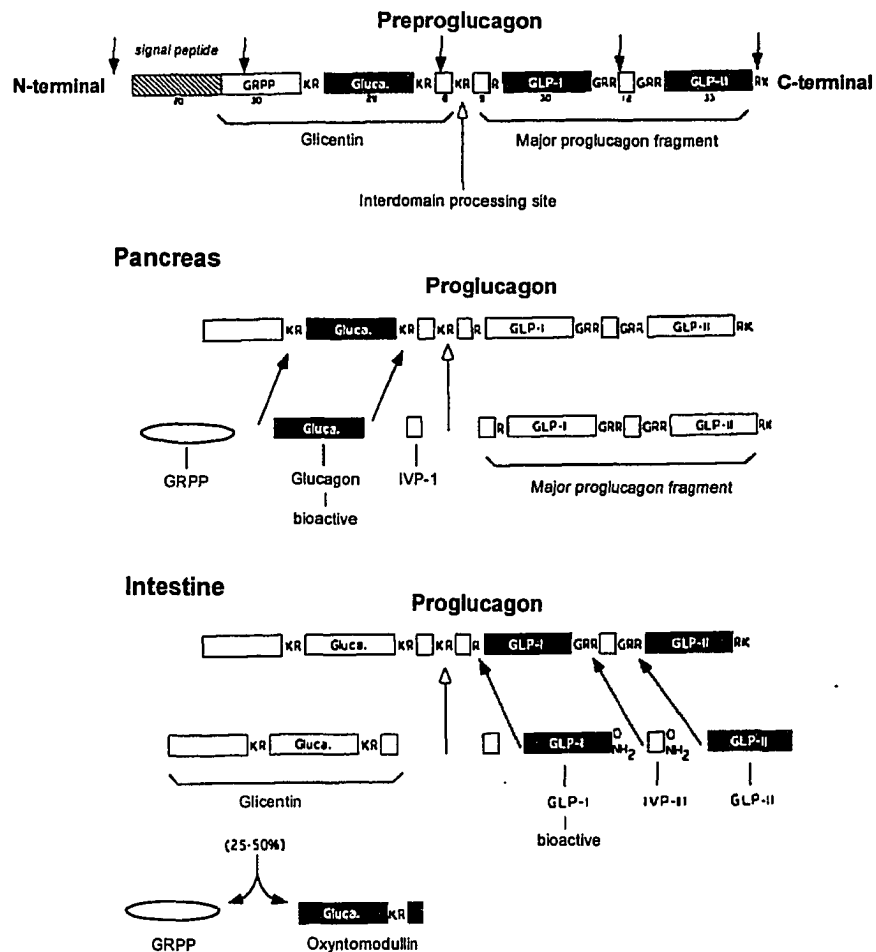 Preproglucagon
signal peptide
N-terminal GRPP KR Gluca. KR KR R GLP-I GRR GRR GLP-II RK C-terminal
20 30 29 6 8 30 12 33
Glicentin Major proglucagon fragment
Interdomain processing site
Pancreas
Proglucagon
KR Gluca. KR KR R GLP-I GRR GRR GLP-II RK
Gluca. R GLP-I GRR GRR GLP-II RK
GRPP Glucagon IVP-1 Major proglucagon fragment
bioactive
Intestine
Proglucagon
KR Gluca. KR KR R GLP-I GRR GRR GLP-II RK
KR Gluca. KR GLP-I O NH2 O NH2 GLP-II
Glicentin GLP-I GLP-II
bioactive
(25-50%)
Gluca. KR
GRPP Oxyntomodullin